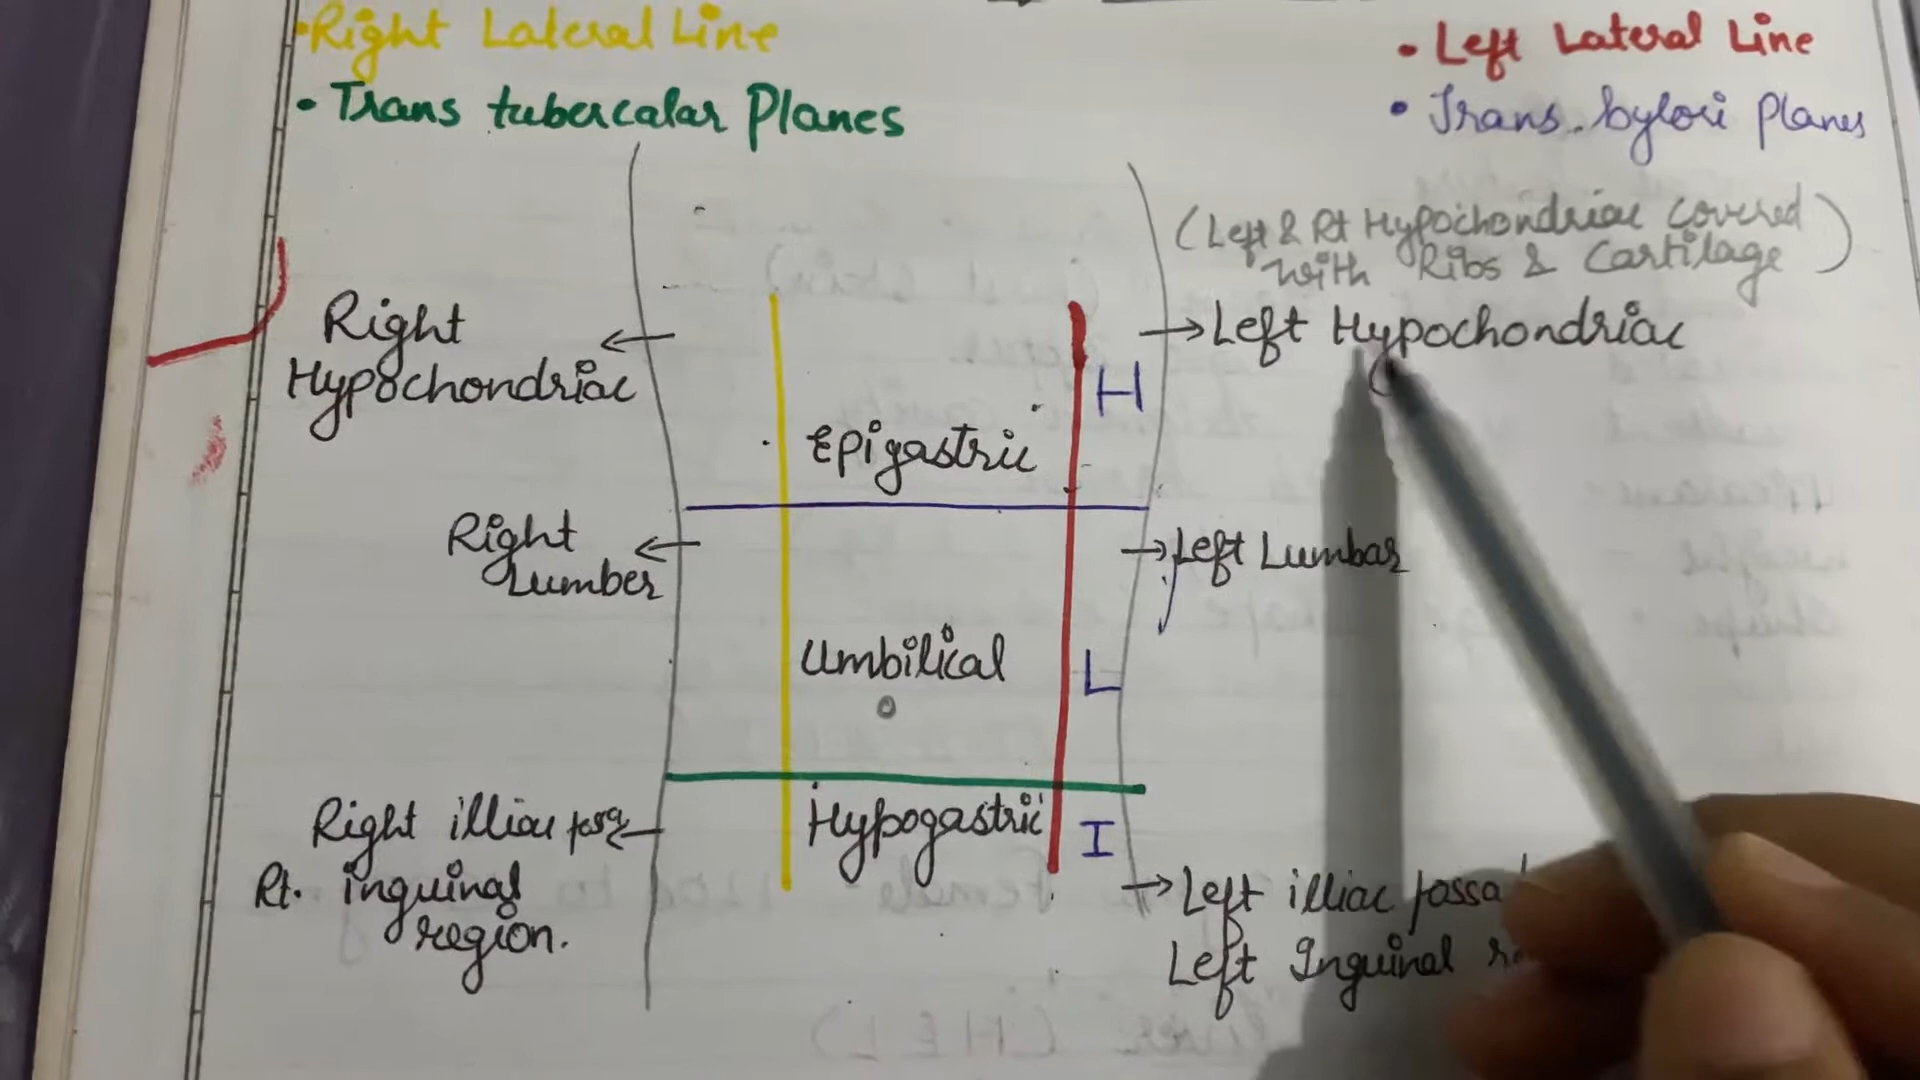 •Right Lateral Line
• Left Lateral Line
• Trans tubercalar Planes
• Trans.bylori Planes
(Left & Rt Hypochondriac covered
with Ribs & Cartilage)
Right
Hypochondriac
Left Hypochondriac
H
Epigastric
Right
Lumber
Left Lumbar
Umbilical
L
Hypogastric
I
Right illiac fossa
Rt. inguinal
region.
Left illiac fossa
Left Inguinal